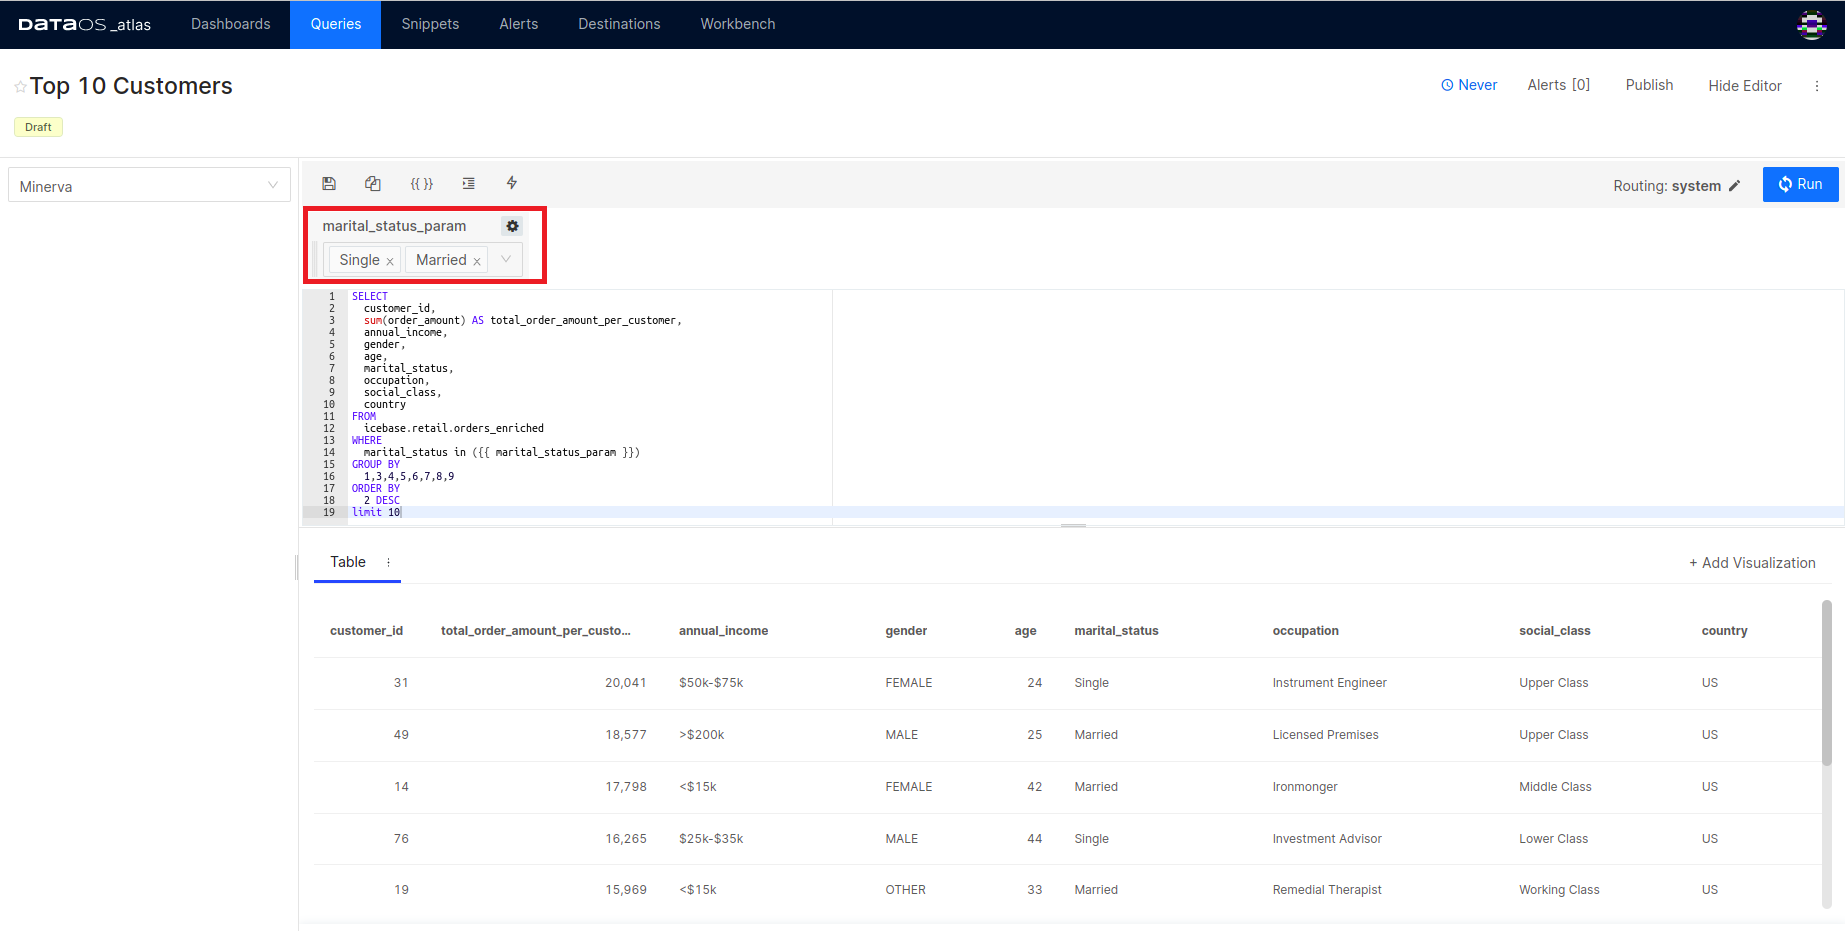 DATAOS_atlas Dashboards Queries Snippets Alerts Destinations Workbench
Top 10 Customers
Never Alerts [0] Publish Hide Editor
Draft
Minerva
{{ }}
Routing: system Run
marital_status_param
Single x Married x
1 SELECT
2 customer_id,
3 sum(order_amount) AS total_order_amount_per_customer,
4 annual_income,
5 gender,
6 age,
7 marital_status,
8 occupation,
9 social_class,
10 country
11 FROM
12 icebase.retail.orders_enriched
13 WHERE
14 marital_status in ({{ marital_status_param }})
15 GROUP BY
16 1,3,4,5,6,7,8,9
17 ORDER BY
18 2 DESC
19 limit 10
Table
+ Add Visualization
customer_id total_order_amount_per_custo... annual_income gender age marital_status occupation social_class country
31 20,041 $50k-$75k FEMALE 24 Single Instrument Engineer Upper Class US
49 18,577 >$200k MALE 25 Married Licensed Premises Upper Class US
14 17,798 <$15k FEMALE 42 Married Ironmonger Middle Class US
76 16,265 $25k-$35k MALE 44 Single Investment Advisor Lower Class US
19 15,969 <$15k OTHER 33 Married Remedial Therapist Working Class US